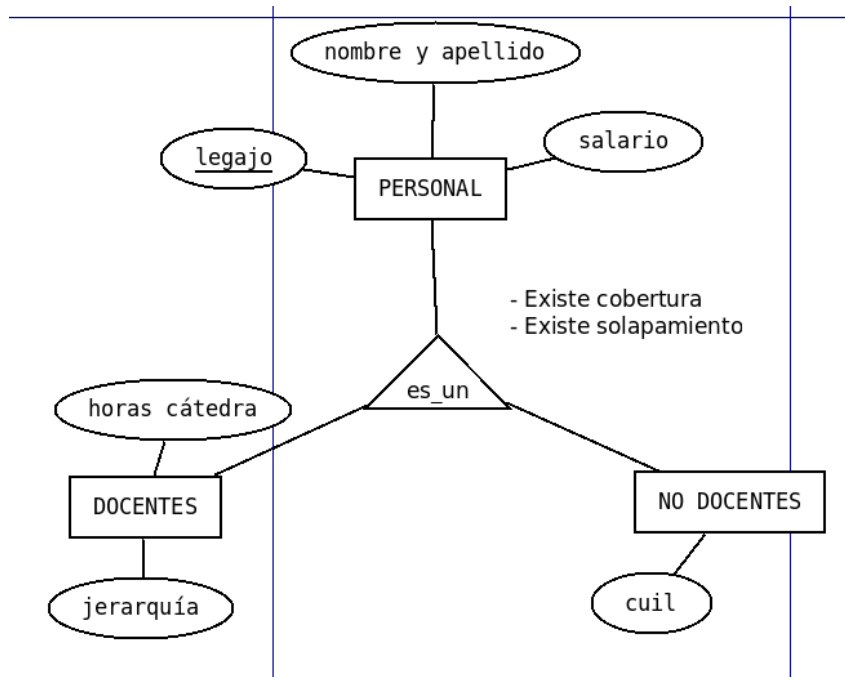 nombre y apellido
legajo
salario
PERSONAL
- Existe cobertura
- Existe solapamiento
es_un
horas cátedra
DOCENTES
NO DOCENTES
jerarquía
cuil